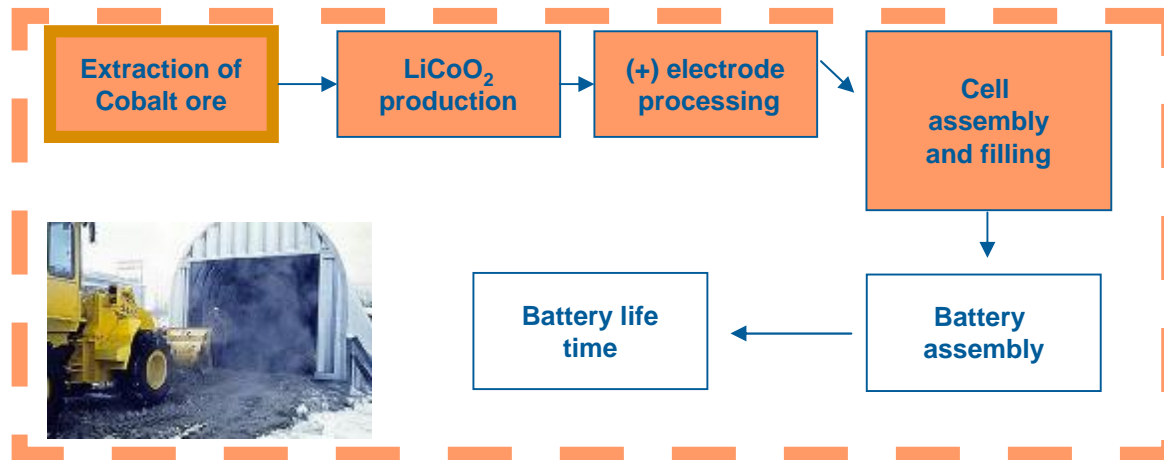 Extraction of
Cobalt ore
LiCoO₂
production
(+) electrode
processing
Cell
assembly
and filling
Battery life
time
Battery
assembly